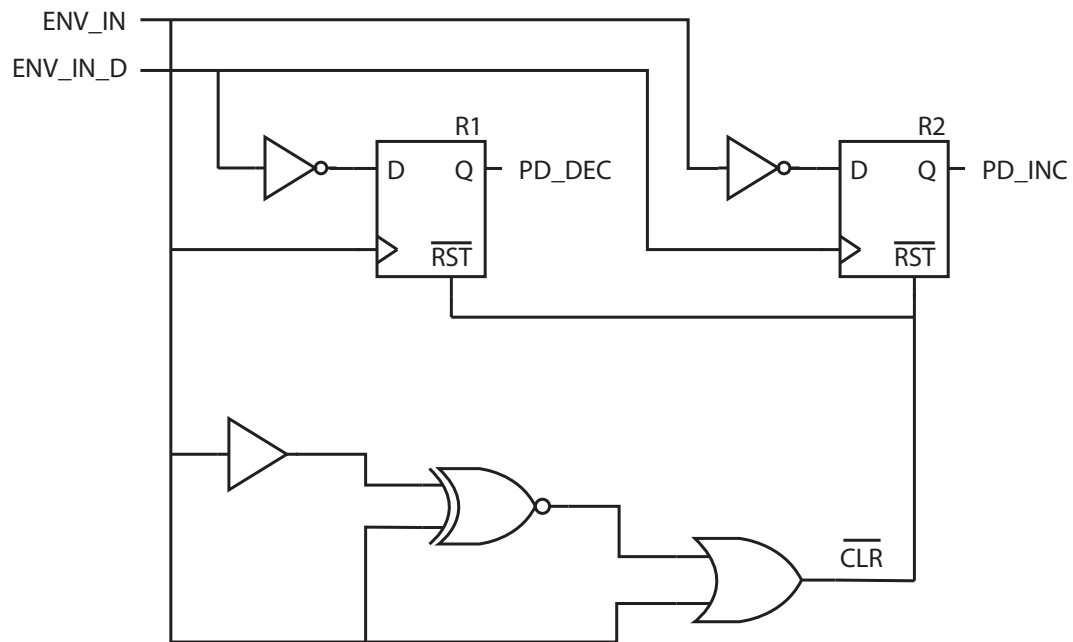 ENV_IN
ENV_IN_D
R1
R2
D
Q
PD_DEC
D
Q
PD_INC
RST
RST
CLR